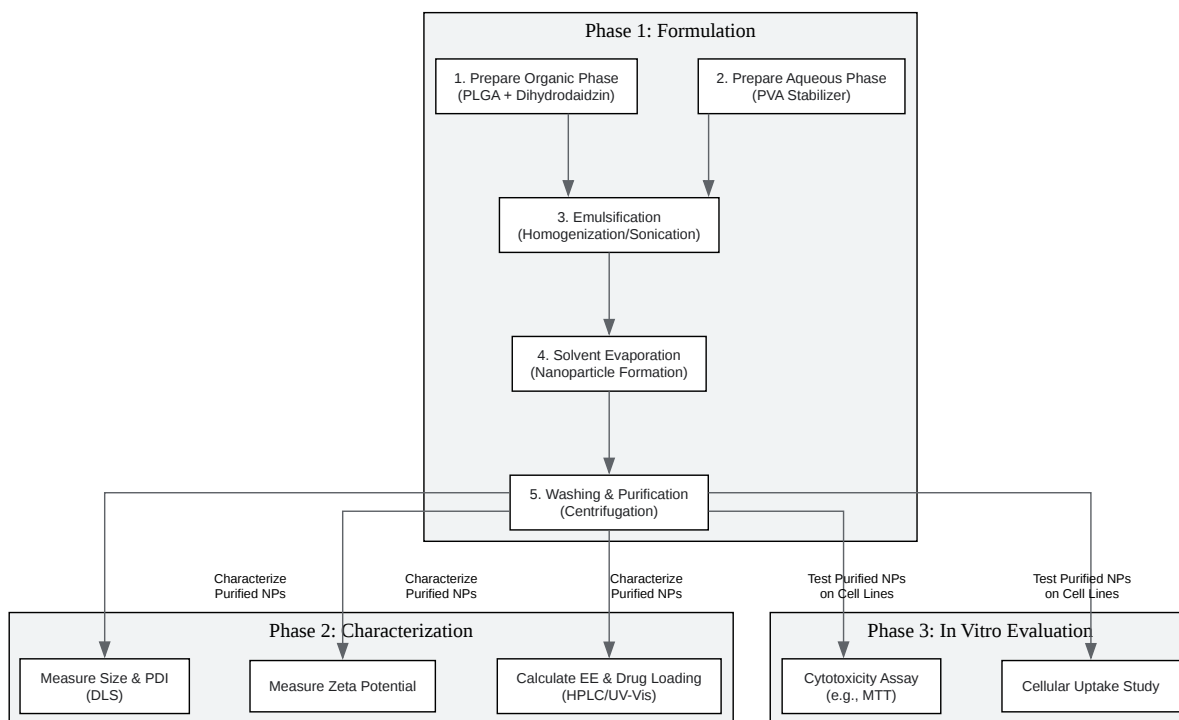 Phase 1: Formulation
1. Prepare Organic Phase
(PLGA + Dihydrodaidzin)
2. Prepare Aqueous Phase
(PVA Stabilizer)
3. Emulsification
(Homogenization/Sonication)
4. Solvent Evaporation
(Nanoparticle Formation)
5. Washing & Purification
(Centrifugation)
Characterize
Purified NPs
Characterize
Purified NPs
Characterize
Purified NPs
Test Purified NPs
on Cell Lines
Test Purified NPs
on Cell Lines
Phase 2: Characterization
Measure Size & PDI
(DLS)
Measure Zeta Potential
Calculate EE & Drug Loading
(HPLC/UV-Vis)
Phase 3: In Vitro Evaluation
Cytotoxicity Assay
(e.g., MTT)
Cellular Uptake Study